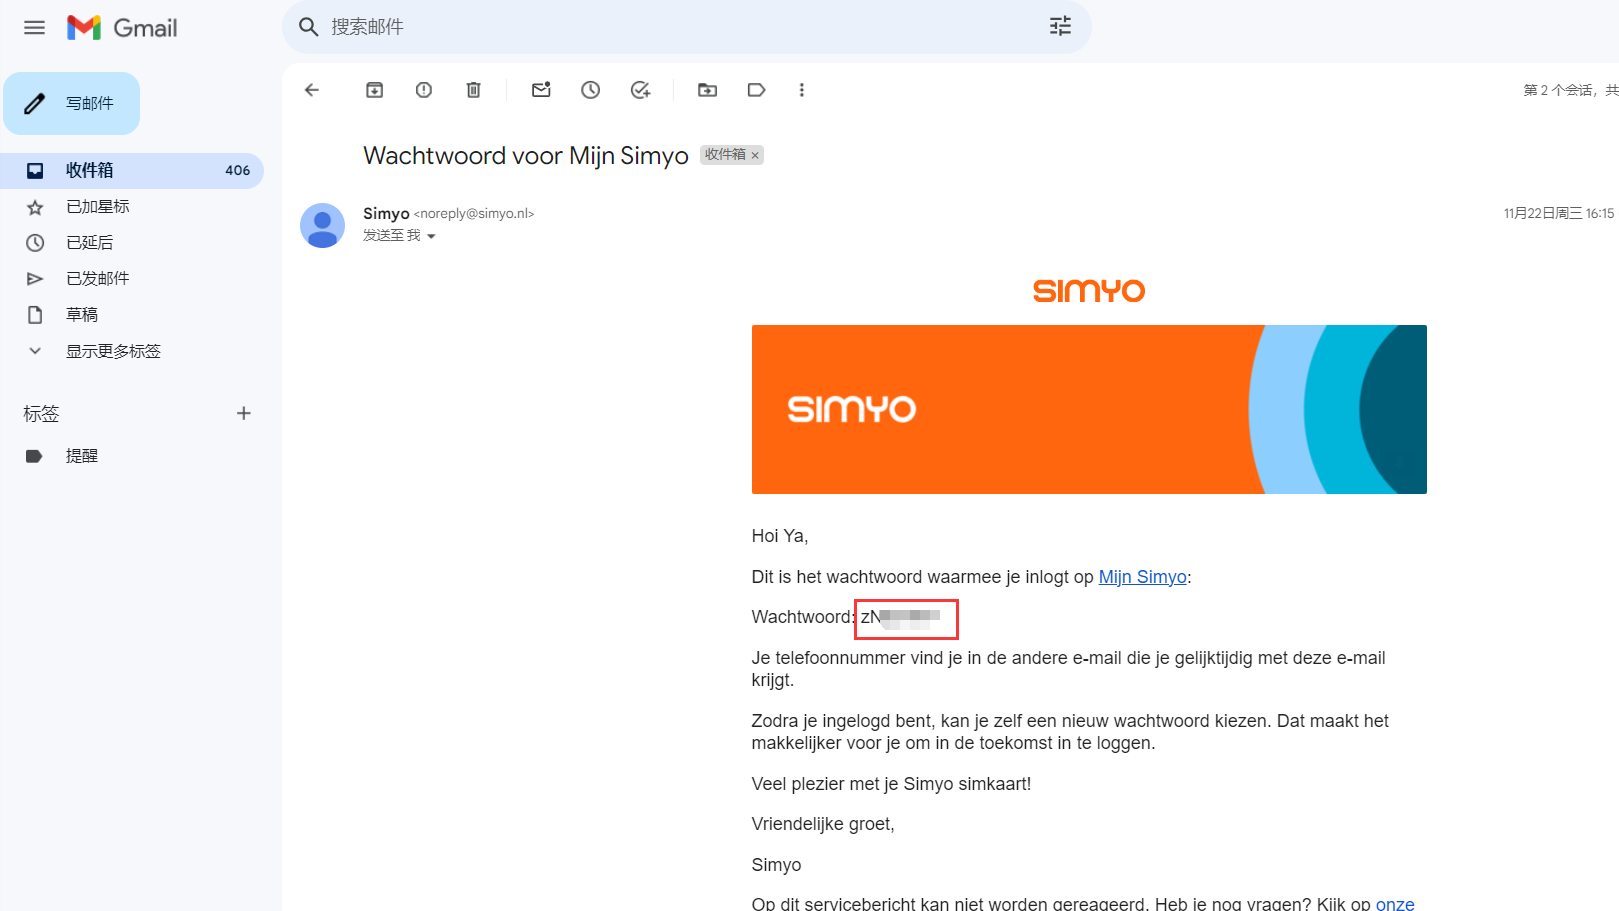 Gmail
搜索邮件
写邮件
收件箱 406
已加星标
已延后
已发邮件
草稿
显示更多标签
标签
提醒
第 2 个会话，共
Wachtwoord voor Mijn Simyo 收件箱 ×
Simyo <noreply@simyo.nl>
11月22日周三 16:15
发送至 我
SIMYO
SIMYO
Hoi Ya,
Dit is het wachtwoord waarmee je inlogt op Mijn Simyo:
Wachtwoord: zN
Je telefoonnummer vind je in de andere e-mail die je gelijktijdig met deze e-mail
krijgt.
Zodra je ingelogd bent, kan je zelf een nieuw wachtwoord kiezen. Dat maakt het
makkelijker voor je om in de toekomst in te loggen.
Veel plezier met je Simyo simkaart!
Vriendelijke groet,
Simyo
Op dit servicebericht kan niet worden gereageerd. Heb je nog vragen? Kijk op onze